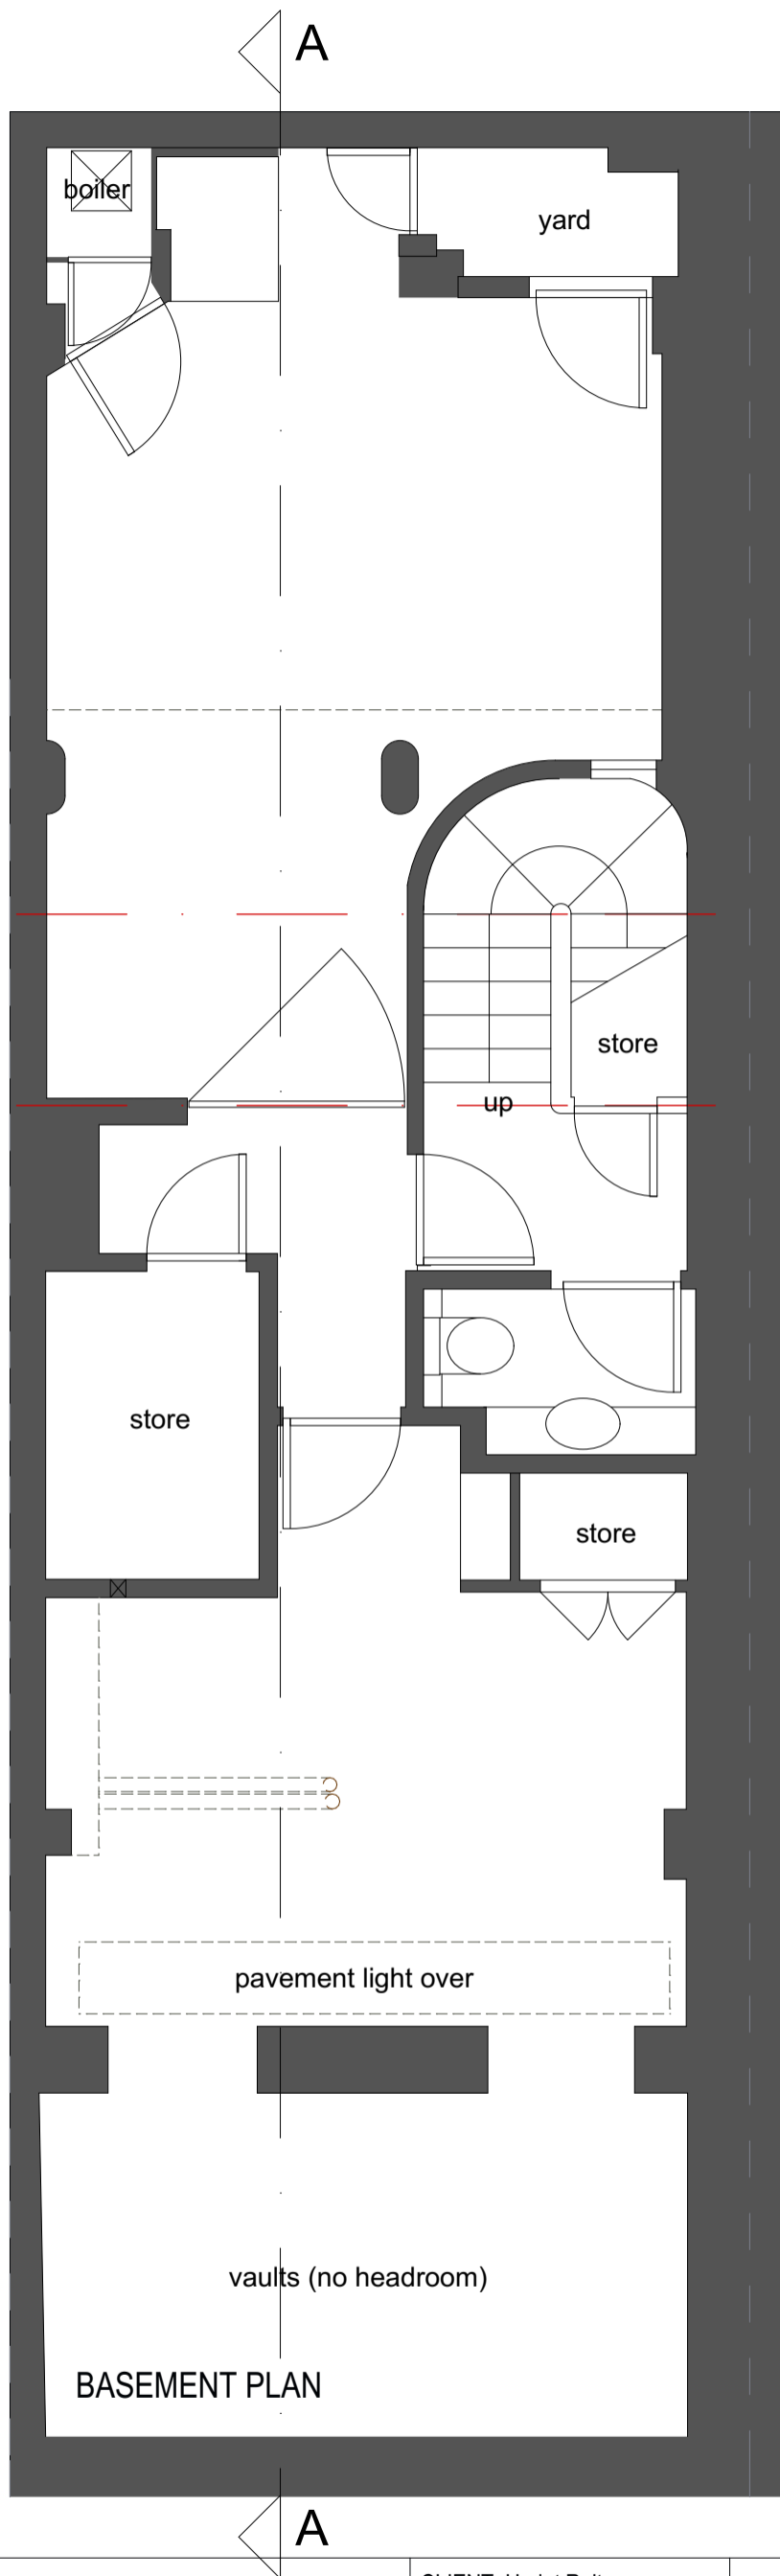 A
boiler
yard
store
up
store
store
pavement light over
vaults (no headroom)
BASEMENT PLAN
A